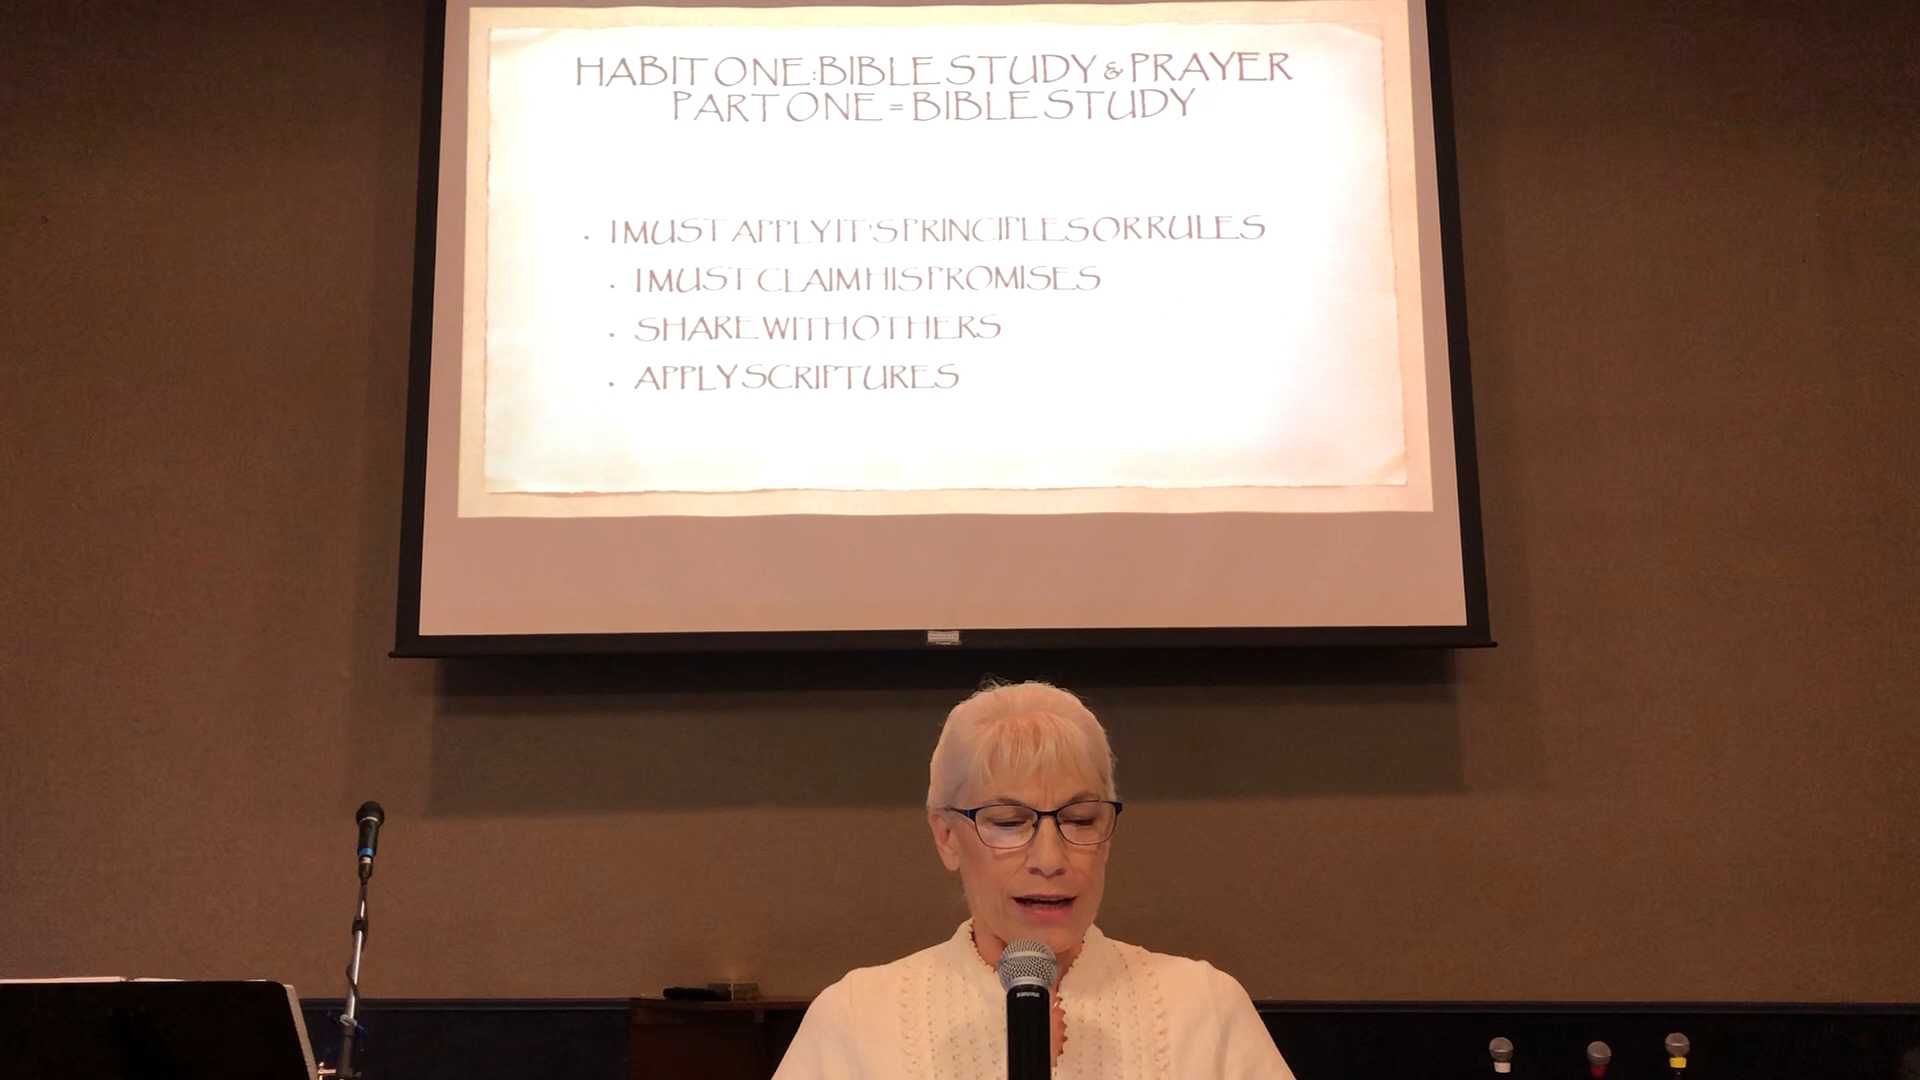 HABIT ONE: BIBLE STUDY & PRAYER
PART ONE = BIBLE STUDY
• I MUST APPLY IT'S PRINCIPLES OR RULES
• I MUST CLAIM HIS PROMISES
• SHARE WITH OTHERS
• APPLY SCRIPTURES
SHURE